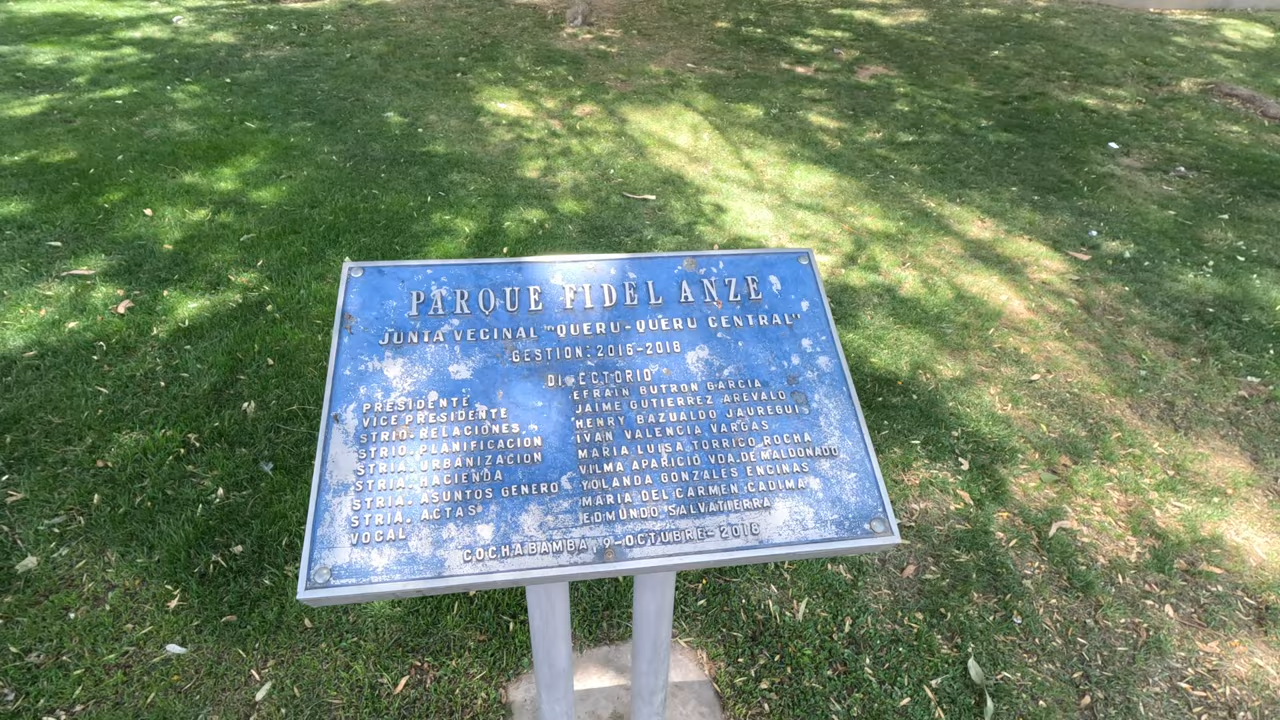 PARQUE FIDEL ANZE
JUNTA VECINAL "QUERU-QUERU CENTRAL"
GESTION: 2016-2018
DIRECTORIO
PRESIDENTE EFRAIN BUTRON GARCIA
VICE PRESIDENTE JAIME GUTIERREZ AREVALO
STRIO. RELACIONES. HENRY BAZUALDO JAUREGUI
STRIO. PLANIFICACION IVAN VALENCIA VARGAS
STRIA. URBANIZACION MARIA LUISA TORRICO ROCHA
STRIA. HACIENDA VILMA APARICIO VDA. DE MALDONADO
STRIA. ASUNTOS GENERO YOLANDA GONZALES ENCINAS
STRIA. ACTAS MARIA DEL CARMEN CADIMA
VOCAL EDMUNDO SALVATIERRA
COCHABAMBA, 9-OCTUBRE-2016